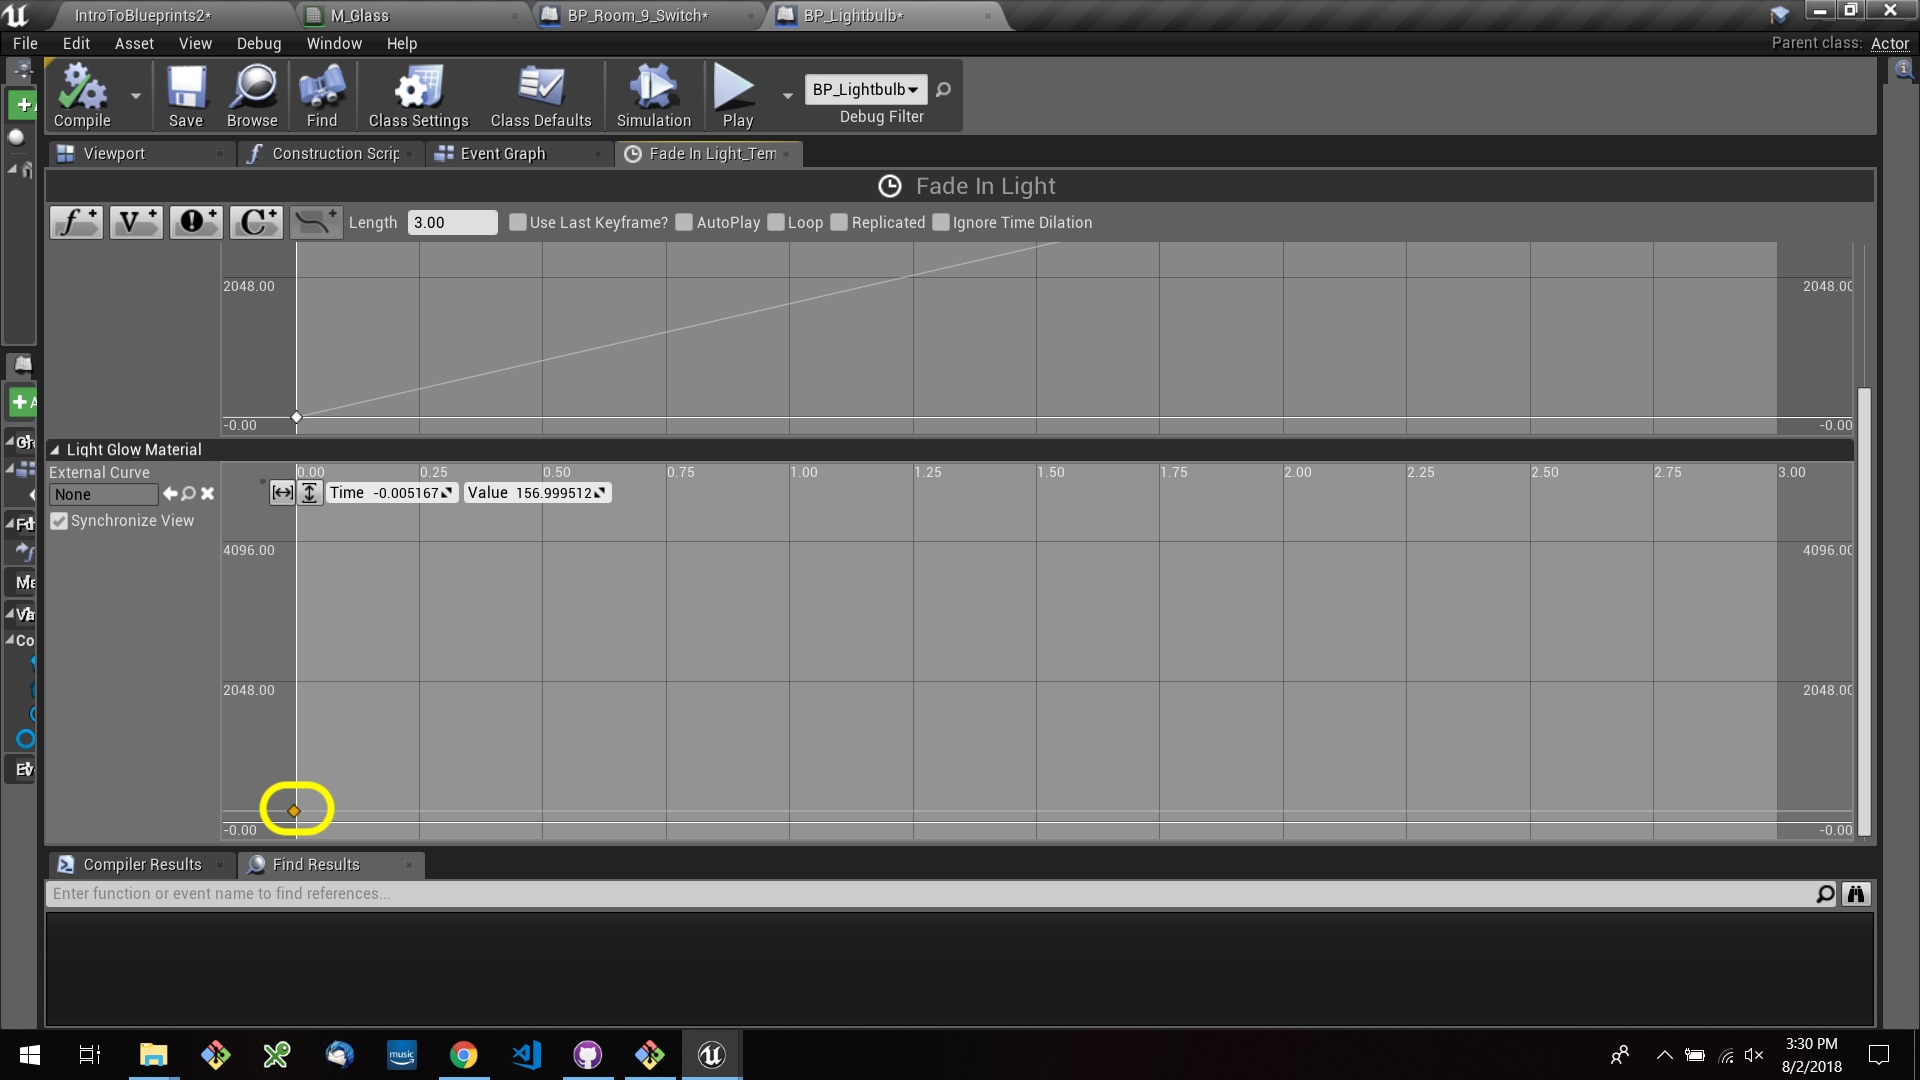 IntroToBlueprints2*
M_Glass
BP_Room_9_Switch*
BP_Lightbulb*
File Edit Asset View Debug Window Help
Parent class: Actor
Compile
Save
Browse
Find
Class Settings
Class Defaults
Simulation
Play
BP_Lightbulb
Debug Filter
Viewport
Construction Scrip
Event Graph
Fade In Light_Tem
Fade In Light
f+ V+ !+ C+
Length 3.00 Use Last Keyframe? AutoPlay Loop Replicated Ignore Time Dilation
2048.00 2048.00
-0.00 -0.00
Light Glow Material
External Curve
0.00 0.25 0.50 0.75 1.00 1.25 1.50 1.75 2.00 2.25 2.50 2.75 3.00
None
Time -0.005167 Value 156.999512
Synchronize View
4096.00 4096.00
2048.00 2048.00
-0.00 -0.00
Co
Compiler Results
Find Results
Enter function or event name to find references...
music
3:30 PM
8/2/2018